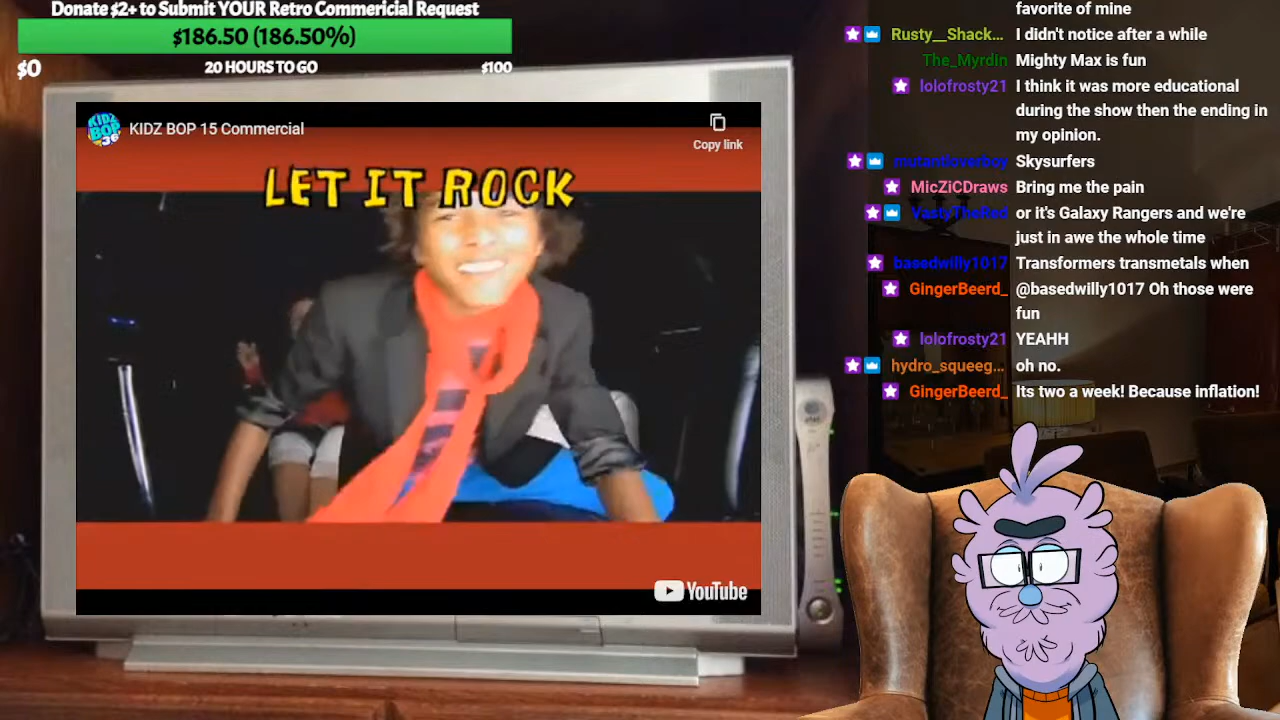 Donate $2+ to Submit YOUR Retro Commericial Request
$186.50 (186.50%)
$0
20 HOURS TO GO
$100
KIDZ BOP 36
KIDZ BOP 15 Commercial
Copy link
LET IT ROCK
YouTube
favorite of mine
Rusty__Shack... I didn't notice after a while
The_Myrdin Mighty Max is fun
lolofrosty21 I think it was more educational
during the show then the ending in
my opinion.
mutantloverboy Skysurfers
MicZiCDraws Bring me the pain
VastyTheRed or it's Galaxy Rangers and we're
just in awe the whole time
basedwilly1017 Transformers transmetals when
GingerBeerd_ @basedwilly1017 Oh those were
fun
lolofrosty21 YEAHH
hydro_squeeg... oh no.
GingerBeerd_ Its two a week! Because inflation!